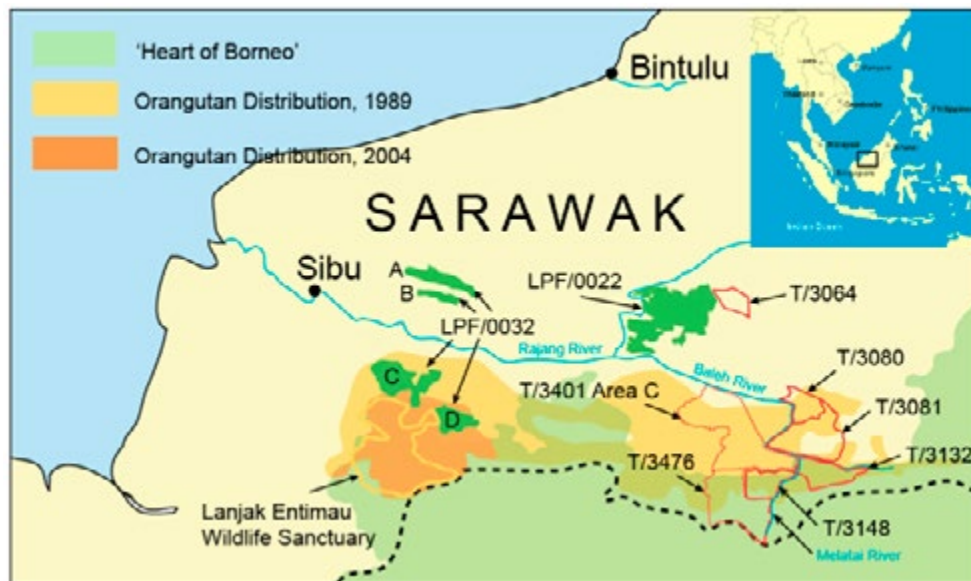 'Heart of Borneo'
Orangutan Distribution, 1989
Orangutan Distribution, 2004
Bintulu
SARAWAK
Sibu
A
B
LPF/0032
LPF/0022
T/3064
Rajang River
Baleh River
T/3080
C
D
T/3401 Area C
T/3081
T/3476
T/3132
Lanjak Entimau
Wildlife Sanctuary
T/3148
Melatai River